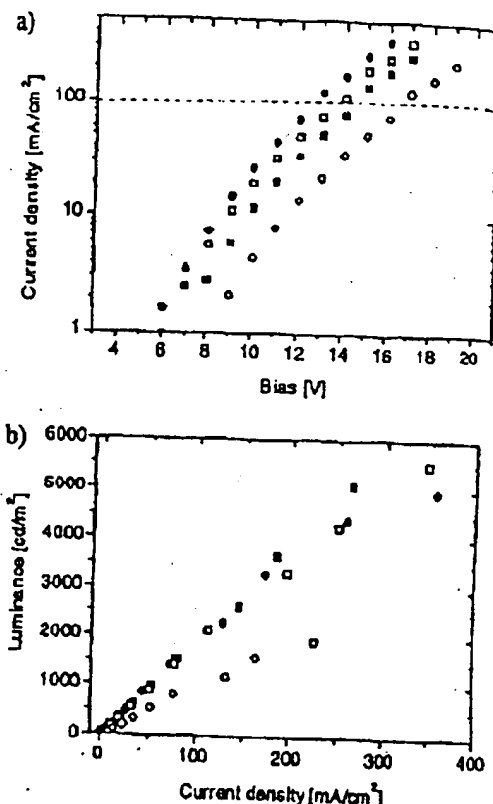 a)
Current density [mA/cm²]
100
10
1
4 6 8 10 12 14 16 18 20
Bias [V]
b)
Luminance [cd/m²]
6000
5000
4000
3000
2000
1000
0
0 100 200 300 400
Current density [mA/cm²]